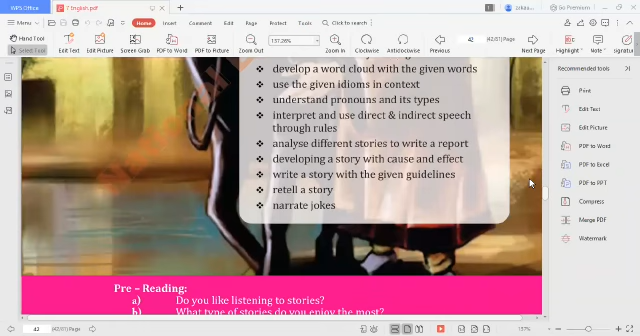 WPS Office
7 English.pdf
1
Go Premium
Menu
Home
Insert
Comment
Edit
Page
Protect
Tools
Click to search
Hand Tool
Select Tool
Edit Text
Edit Picture
Screen Grab
PDF to Word
PDF to Picture
Zoom Out
157.26%
Zoom In
Clockwise
Anticlockwise
Previous
42
(42/81) Page
Next Page
Highlight
Note
Signatur
Recommended tools
Print
Edit Text
Edit Picture
PDF to Word
PDF to Excel
PDF to PPT
Compress
Merge PDF
Watermark
❖ develop a word cloud with the given words
❖ use the given idioms in context
❖ understand pronouns and its types
❖ interpret and use direct & indirect speech
through rules
❖ analyse different stories to write a report
❖ developing a story with cause and effect
❖ write a story with the given guidelines
❖ retell a story
❖ narrate jokes
Pre – Reading:
a) Do you like listening to stories?
b) What type of stories do you enjoy the most?
42
(42/81)
157%